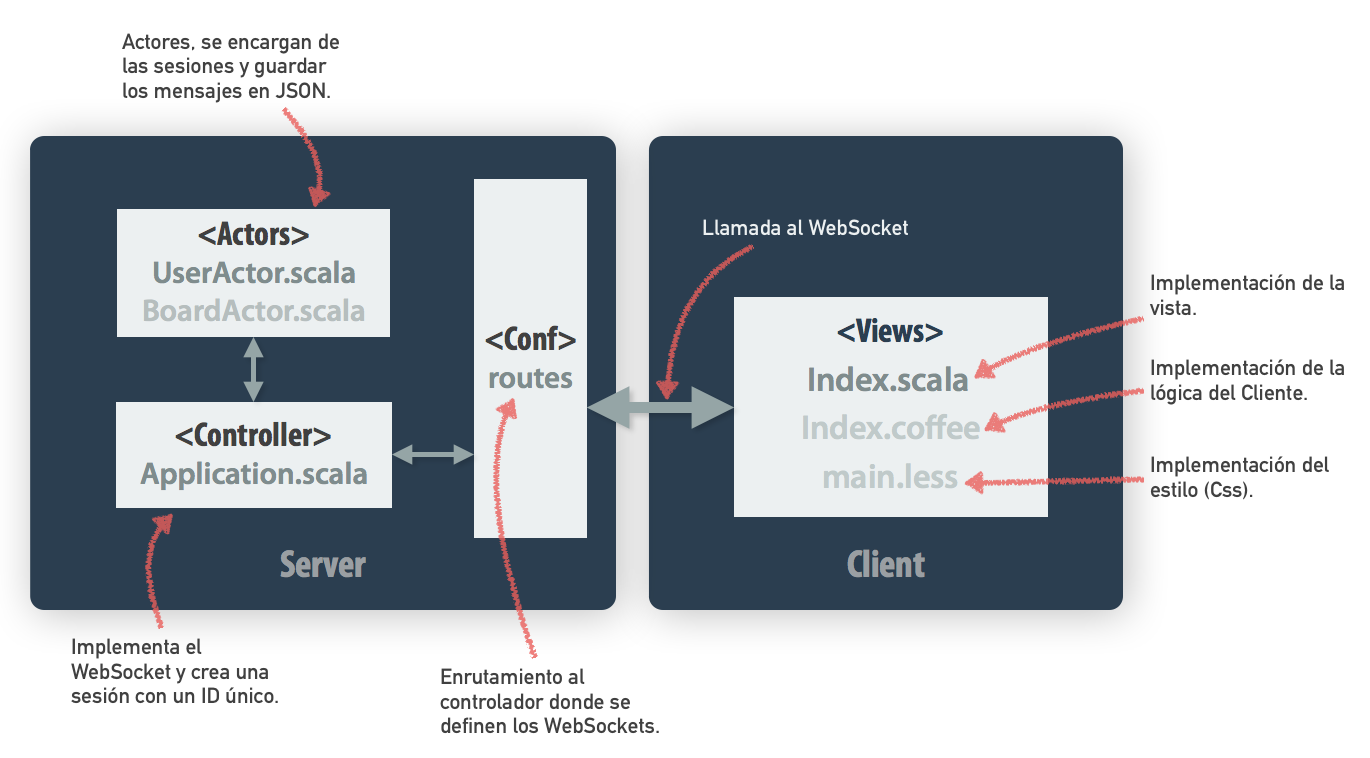 Actores, se encargan de
las sesiones y guardar
los mensajes en JSON.
<Actors>
UserActor.scala
BoardActor.scala
<Controller>
Application.scala
<Conf>
routes
Server
Implementa el
WebSocket y crea una
sesión con un ID único.
Enrutamiento al
controlador donde se
definen los WebSockets.
Llamada al WebSocket
<Views>
Index.scala
Index.coffee
main.less
Client
Implementación de la
vista.
Implementación de la
lógica del Cliente.
Implementación del
estilo (Css).